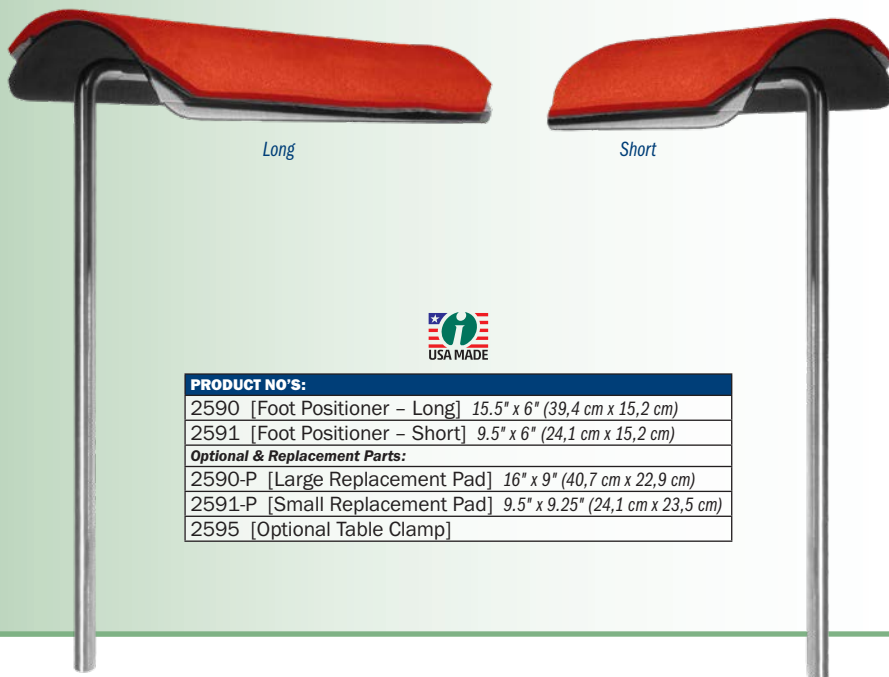 Long
Short
i
USA MADE
PRODUCT NO'S:
2590 [Foot Positioner – Long] 15.5" x 6" (39,4 cm x 15,2 cm)
2591 [Foot Positioner – Short] 9.5" x 6" (24,1 cm x 15,2 cm)
Optional & Replacement Parts:
2590-P [Large Replacement Pad] 16" x 9" (40,7 cm x 22,9 cm)
2591-P [Small Replacement Pad] 9.5" x 9.25" (24,1 cm x 23,5 cm)
2595 [Optional Table Clamp]